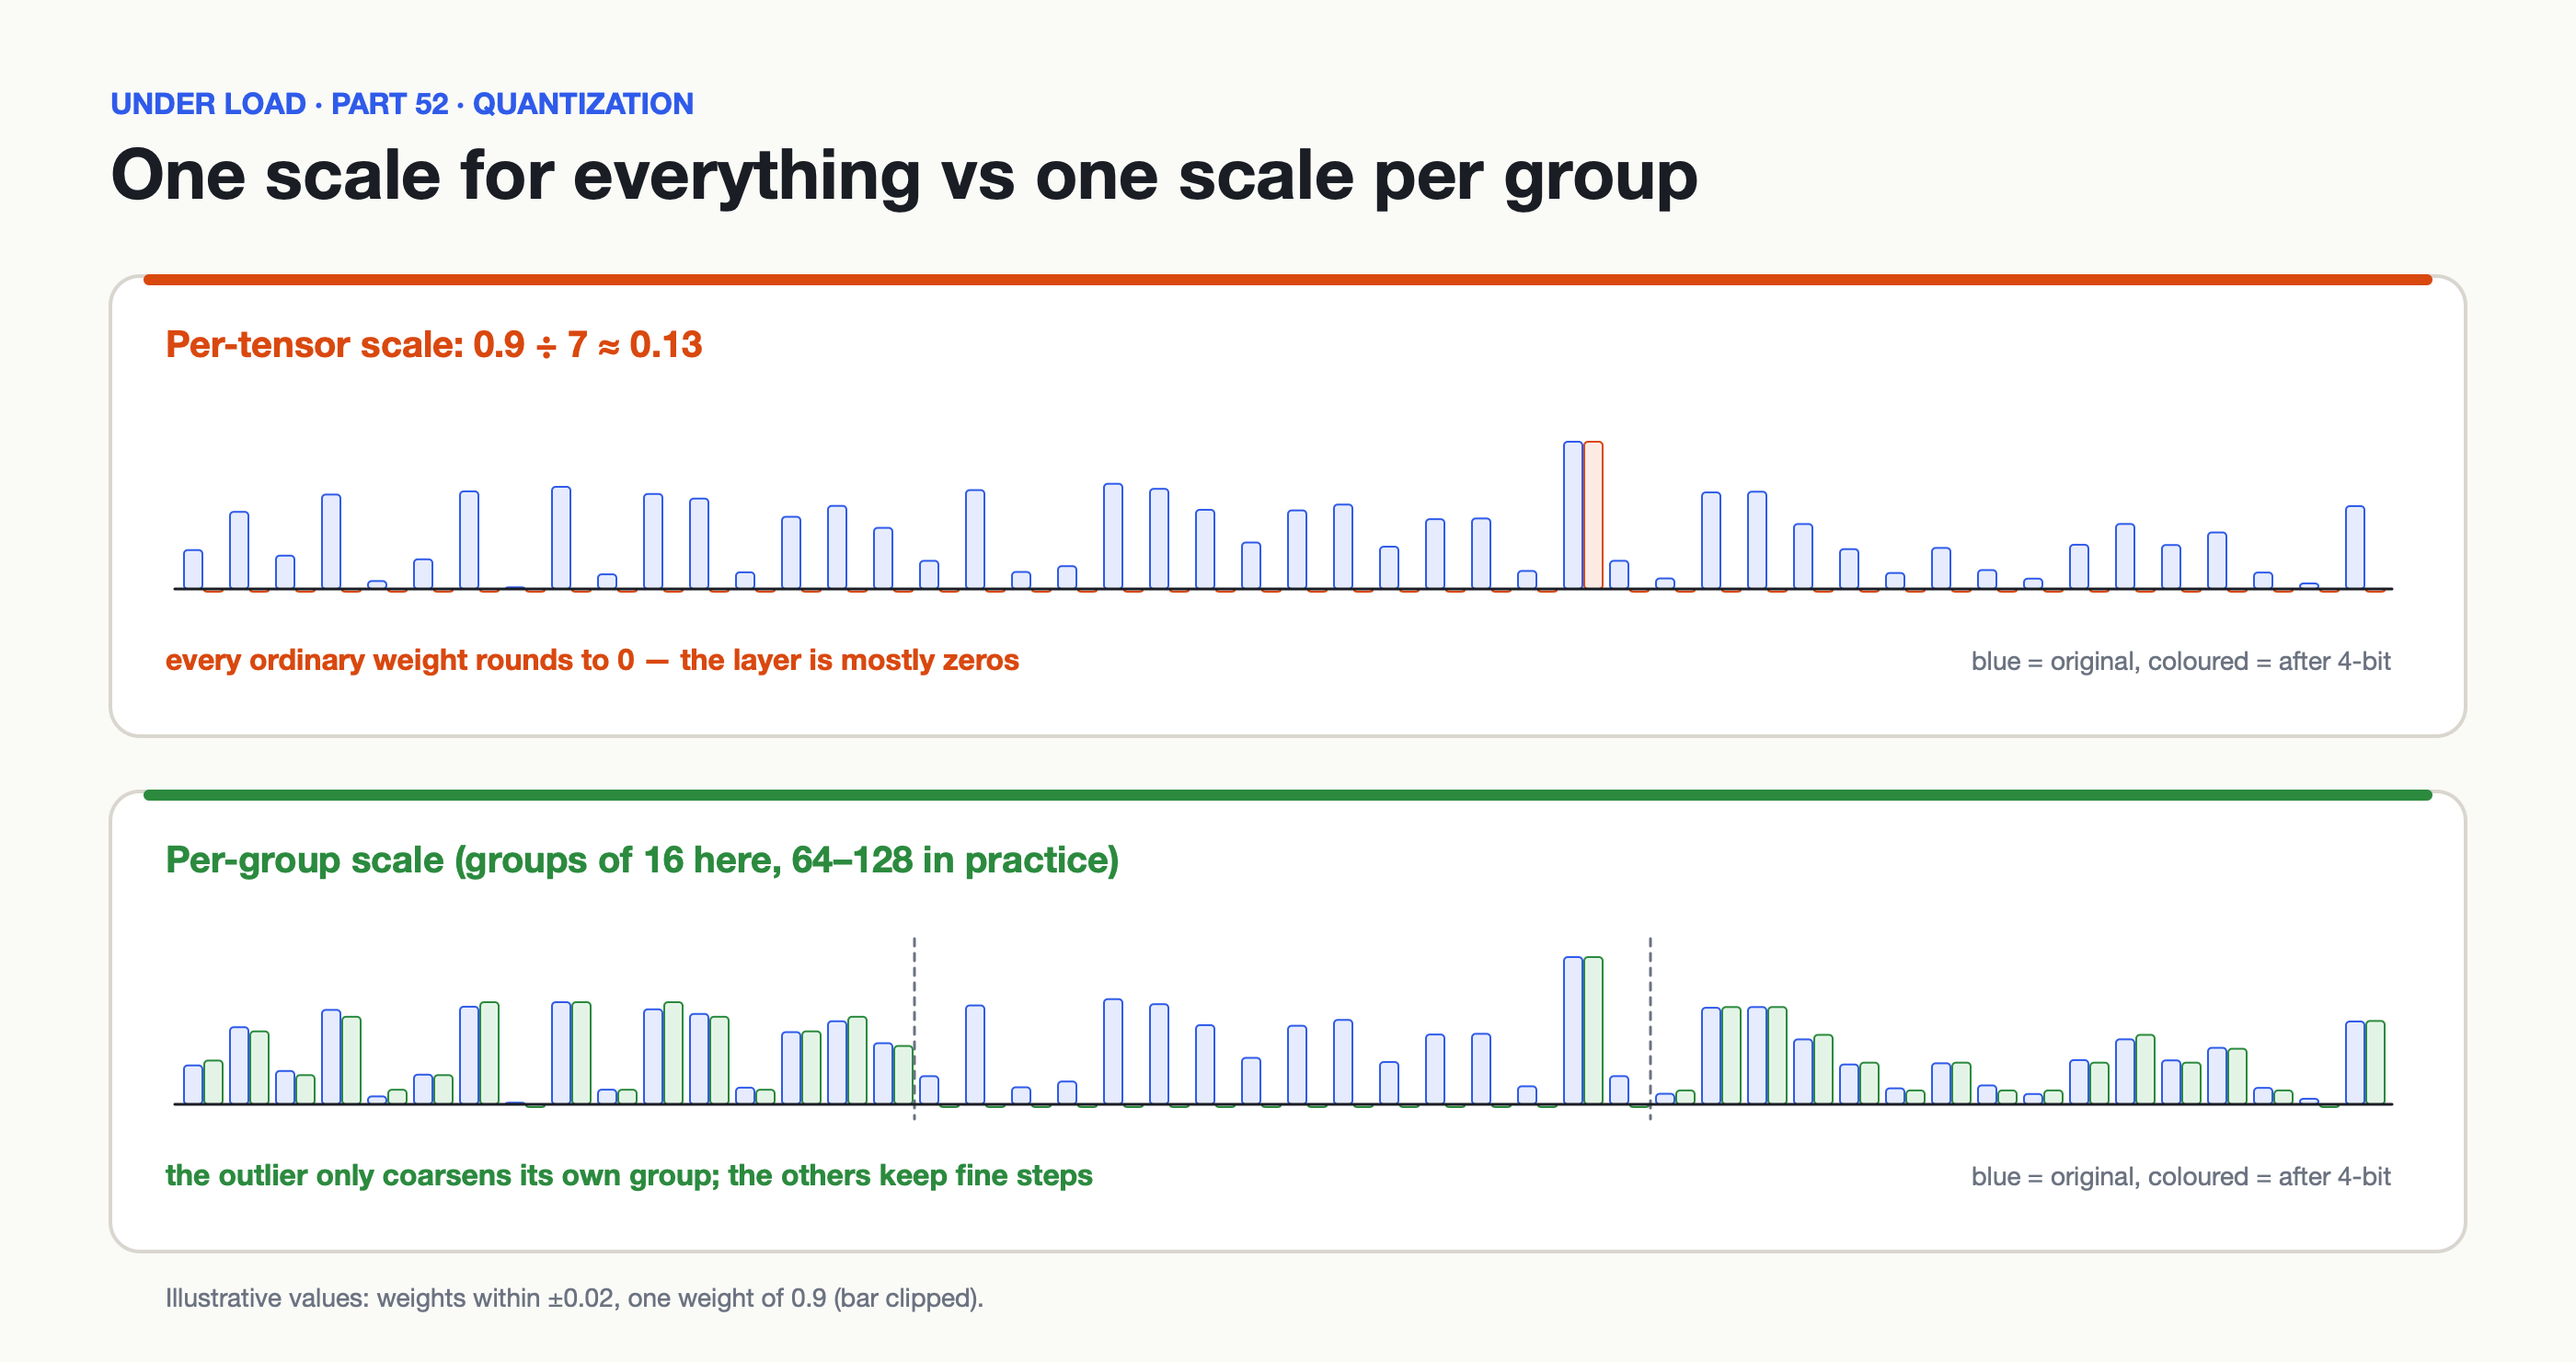 UNDER LOAD · PART 52 · QUANTIZATION
One scale for everything vs one scale per group
Per-tensor scale: 0.9 ÷ 7 ≈ 0.13
every ordinary weight rounds to 0 — the layer is mostly zeros
blue = original, coloured = after 4-bit
Per-group scale (groups of 16 here, 64–128 in practice)
the outlier only coarsens its own group; the others keep fine steps
blue = original, coloured = after 4-bit
Illustrative values: weights within ±0.02, one weight of 0.9 (bar clipped).